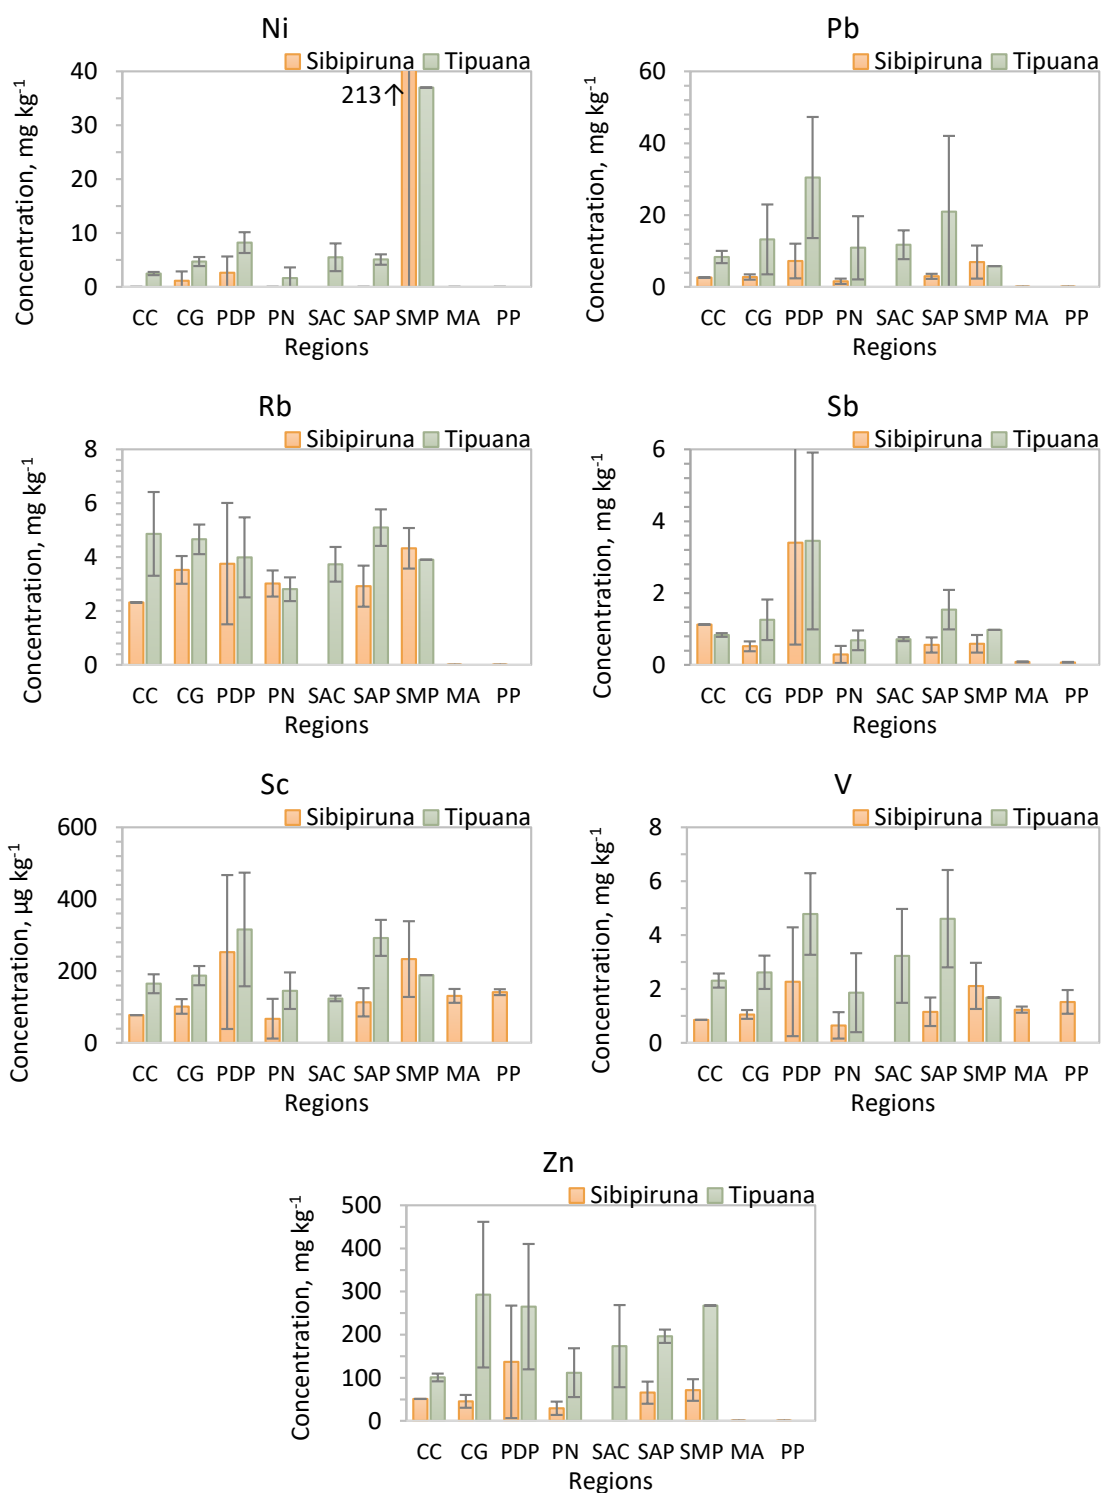 Ni
Sibipiruna Tipuana
Concentration, mg kg-1
40
30
20
10
0
213↑
CC CG PDP PN SAC SAP SMP MA PP
Regions
Pb
Sibipiruna Tipuana
Concentration, mg kg-1
60
40
20
0
CC CG PDP PN SAC SAP SMP MA PP
Regions
Rb
Sibipiruna Tipuana
Concentration, mg kg-1
8
6
4
2
0
CC CG PDP PN SAC SAP SMP MA PP
Regions
Sb
Sibipiruna Tipuana
Concentration, mg kg-1
6
4
2
0
CC CG PDP PN SAC SAP SMP MA PP
Regions
Sc
Sibipiruna Tipuana
Concentration, µg kg-1
600
400
200
0
CC CG PDP PN SAC SAP SMP MA PP
Regions
V
Sibipiruna Tipuana
Concentration, mg kg-1
8
6
4
2
0
CC CG PDP PN SAC SAP SMP MA PP
Regions
Zn
Sibipiruna Tipuana
Concentration, mg kg-1
500
400
300
200
100
0
CC CG PDP PN SAC SAP SMP MA PP
Regions